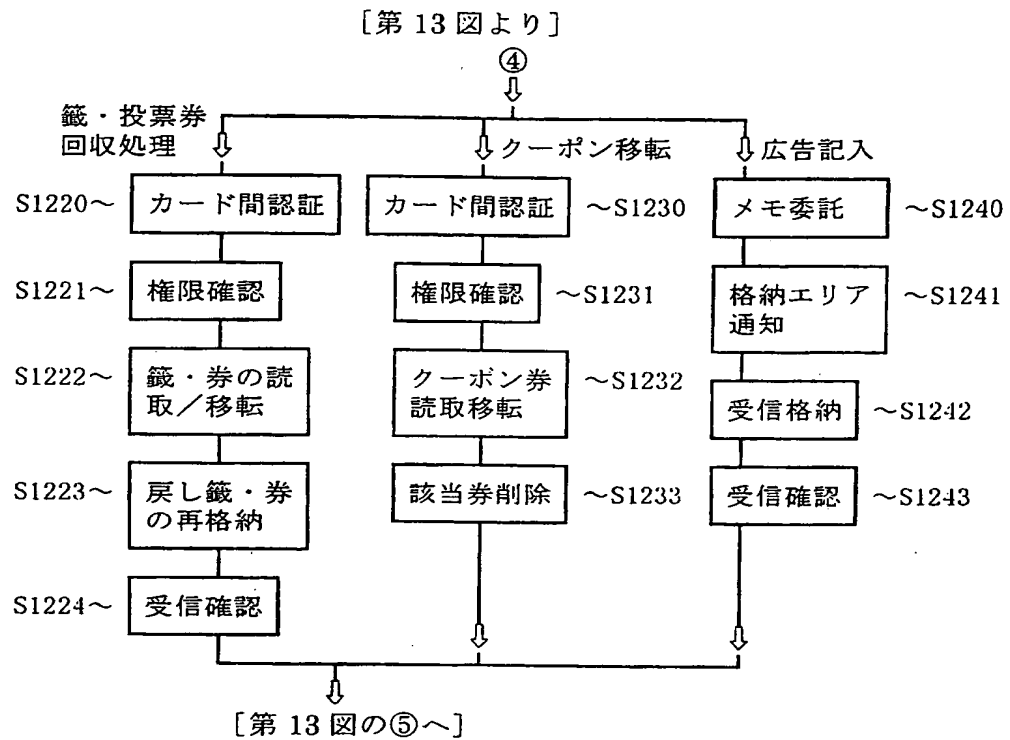 [第 13 図より]
④
籤・投票券
回収処理
クーポン移転
広告記入
S1220～
カード間認証
カード間認証
～S1230
メモ委託
～S1240
S1221～
権限確認
権限確認
～S1231
格納エリア
通知
～S1241
S1222～
籤・券の読
取／移転
クーポン券
読取移転
～S1232
受信格納
～S1242
S1223～
戻し籤・券
の再格納
該当券削除
～S1233
受信確認
～S1243
S1224～
受信確認
[第 13 図の⑤へ]